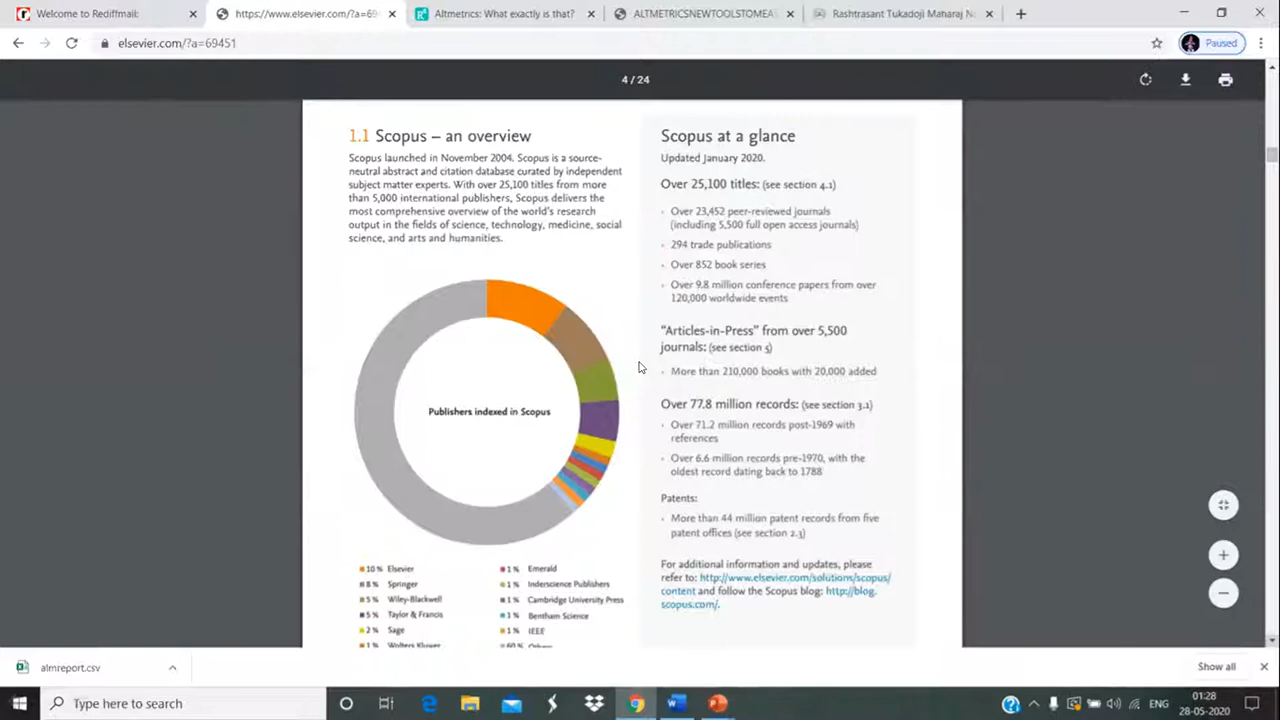 Welcome to Rediffmail:
https://www.elsevier.com/?a=69
Altmetrics: What exactly is that?
ALTMETRICSNEWTOOLSTOMEA
Rashtrasant Tukadoji Maharaj N
elsevier.com/?a=69451
Paused
4 / 24
1.1 Scopus – an overview
Scopus launched in November 2004. Scopus is a source-
neutral abstract and citation database curated by independent
subject matter experts. With over 25,100 titles from more
than 5,000 international publishers, Scopus delivers the
most comprehensive overview of the world's research
output in the fields of science, technology, medicine, social
science, and arts and humanities.
Publishers indexed in Scopus
10 % Elsevier
8 % Springer
5 % Wiley-Blackwell
5 % Taylor & Francis
2 % Sage
1 % Wolters Kluwer
1 % Emerald
1 % Inderscience Publishers
1 % Cambridge University Press
1 % Bentham Science
1 % IEEE
60 % Others
Scopus at a glance
Updated January 2020.
Over 25,100 titles: (see section 4.1)
• Over 23,452 peer-reviewed journals
(including 5,500 full open access journals)
• 294 trade publications
• Over 852 book series
• Over 9.8 million conference papers from over
120,000 worldwide events
"Articles-in-Press" from over 5,500
journals: (see section 5)
• More than 210,000 books with 20,000 added
Over 77.8 million records: (see section 3.1)
• Over 71.2 million records post-1969 with
references
• Over 6.6 million records pre-1970, with the
oldest record dating back to 1788
Patents:
• More than 44 million patent records from five
patent offices (see section 2.3)
For additional information and updates, please
refer to: http://www.elsevier.com/solutions/scopus/
content and follow the Scopus blog: http://blog.
scopus.com/.
almreport.csv
Show all
Type here to search
ENG
01:28
28-05-2020